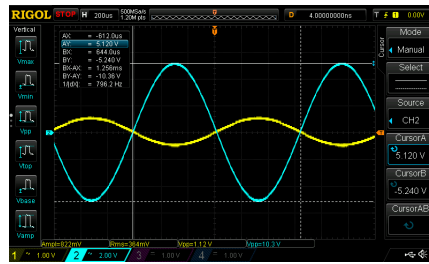 RIGOL STOP H 200us 500MSa/s 1.20M pts D 4.00000000ns T 1 0.00V
Vertical
Vmax
Vmin
Vpp
Vtop
Vbase
Vamp
AX: = -612.0us
AY: = 5.120 V
BX: = 644.0us
BY: = -5.240 V
BX-AX: = 1.256ms
BY-AY: = -10.36 V
1/|dX|: = 796.2 Hz
Cursor
Mode
Manual
Select
Source
CH2
CursorA
5.120 V
CursorB
-5.240 V
CursorAB
Ampl=822mV Rms=364mV Vpp=1.12 V Vpp=10.3 V
1 1.00 V 2 2.00 V 3 1.00 V 4 1.00 V